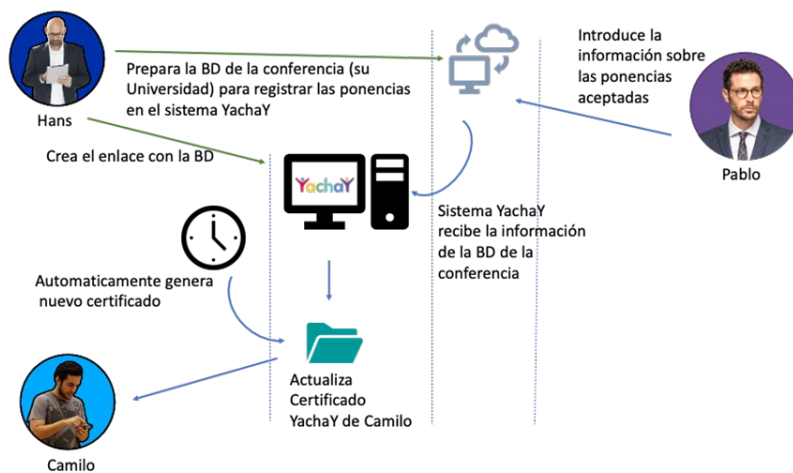 Hans
Prepara la BD de la conferencia (su
Universidad) para registrar las ponencias
en el sistema YachaY
Introduce la
información sobre
las ponencias
aceptadas
Pablo
Crea el enlace con la BD
YachaY
Sistema YachaY
recibe la información
de la BD de la
conferencia
Automaticamente genera
nuevo certificado
Actualiza
Certificado
YachaY de Camilo
Camilo